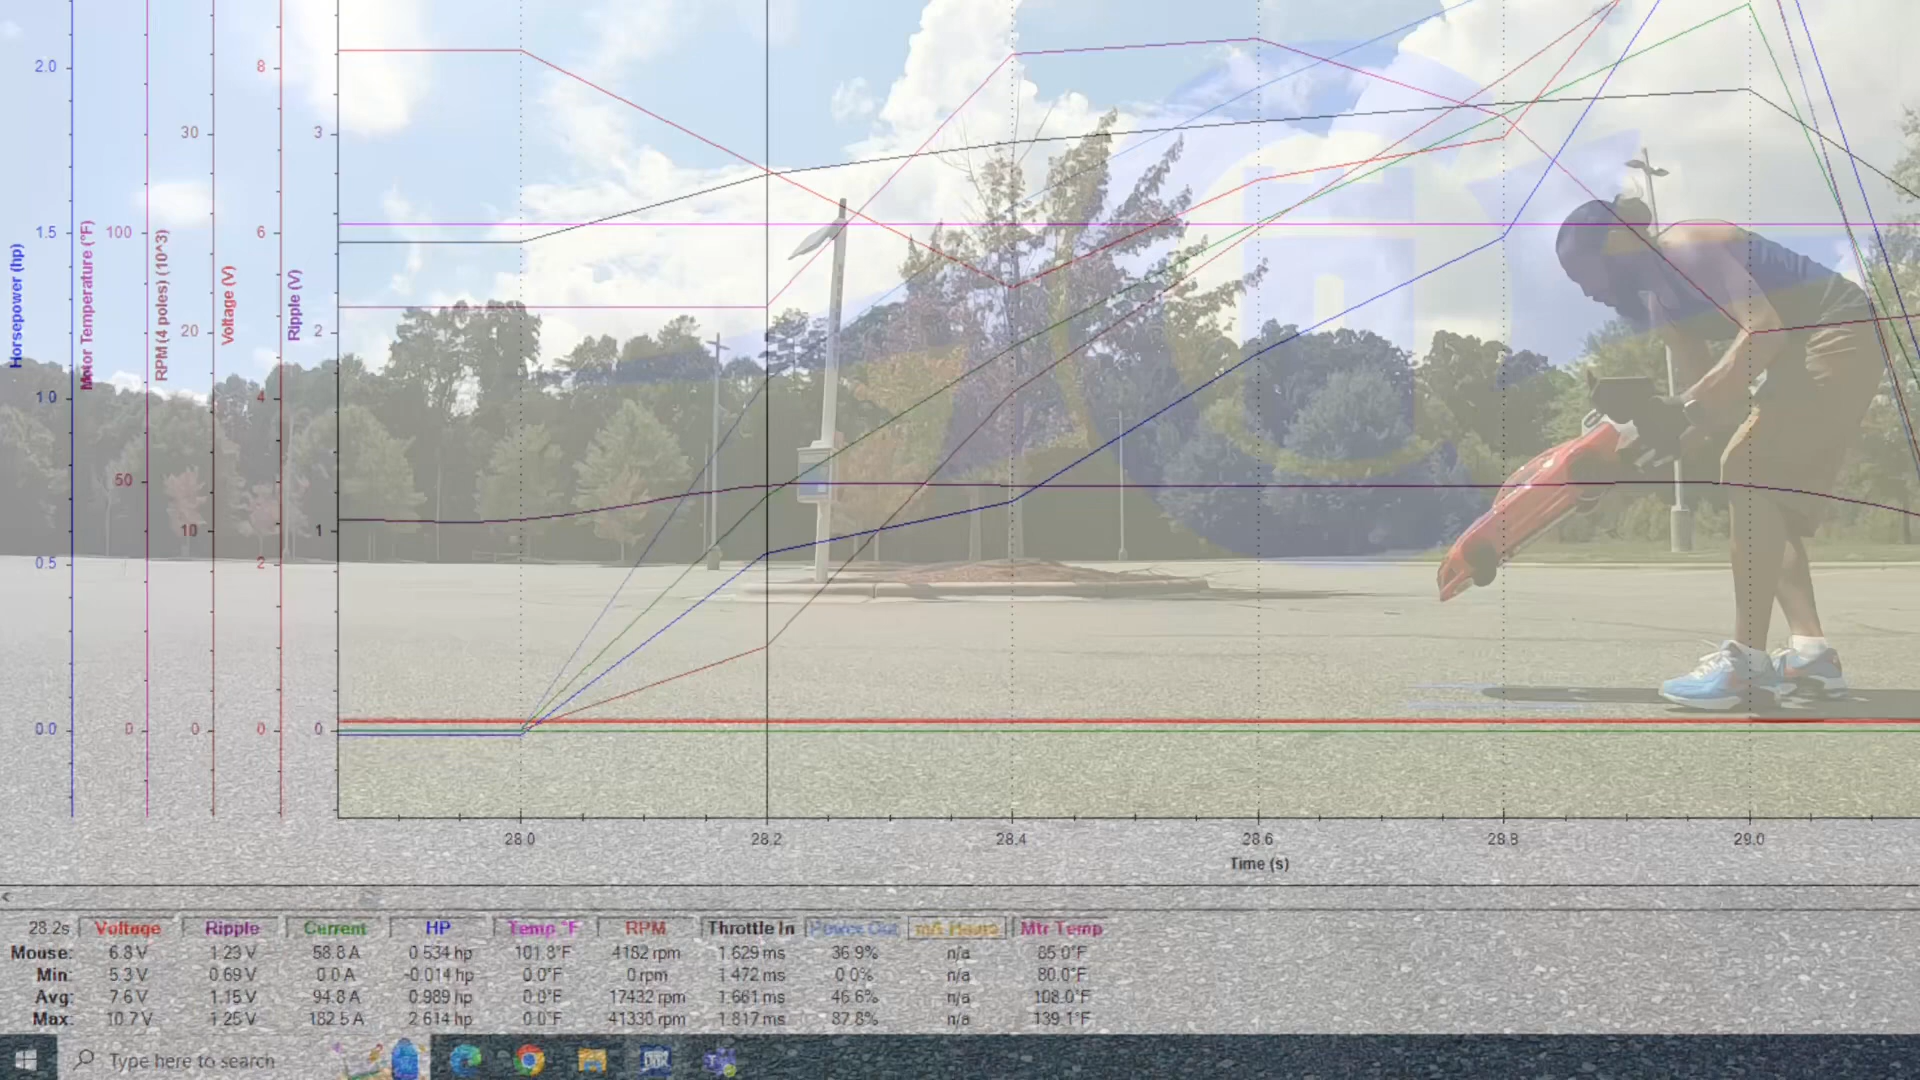 2.0
1.5
1.0
0.5
0.0
Horsepower (hp)
100
50
0
Motor Temperature (°F)
30
20
10
0
RPM (4 poles) (10^3)
8
6
4
2
0
Voltage (V)
3
2
1
0
Ripple (V)
28.0 28.2 28.4 28.6 28.8 29.0
Time (s)
28.2s Voltage Ripple Current HP Temp °F RPM Throttle In Power Out mA Hours Mtr Temp
Mouse: 6.8 V 1.23 V 58.8 A 0.534 hp 101.8°F 4182 rpm 1.629 ms 36.9% n/a 85.0°F
Min: 5.3 V 0.69 V 0.0 A -0.014 hp 0.0°F 0 rpm 1.472 ms 0.0% n/a 80.0°F
Avg: 7.6 V 1.15 V 94.8 A 0.989 hp 0.0°F 17432 rpm 1.661 ms 46.6% n/a 108.0°F
Max: 10.7 V 1.25 V 182.5 A 2.614 hp 0.0°F 41330 rpm 1.817 ms 87.8% n/a 139.1°F
Type here to search